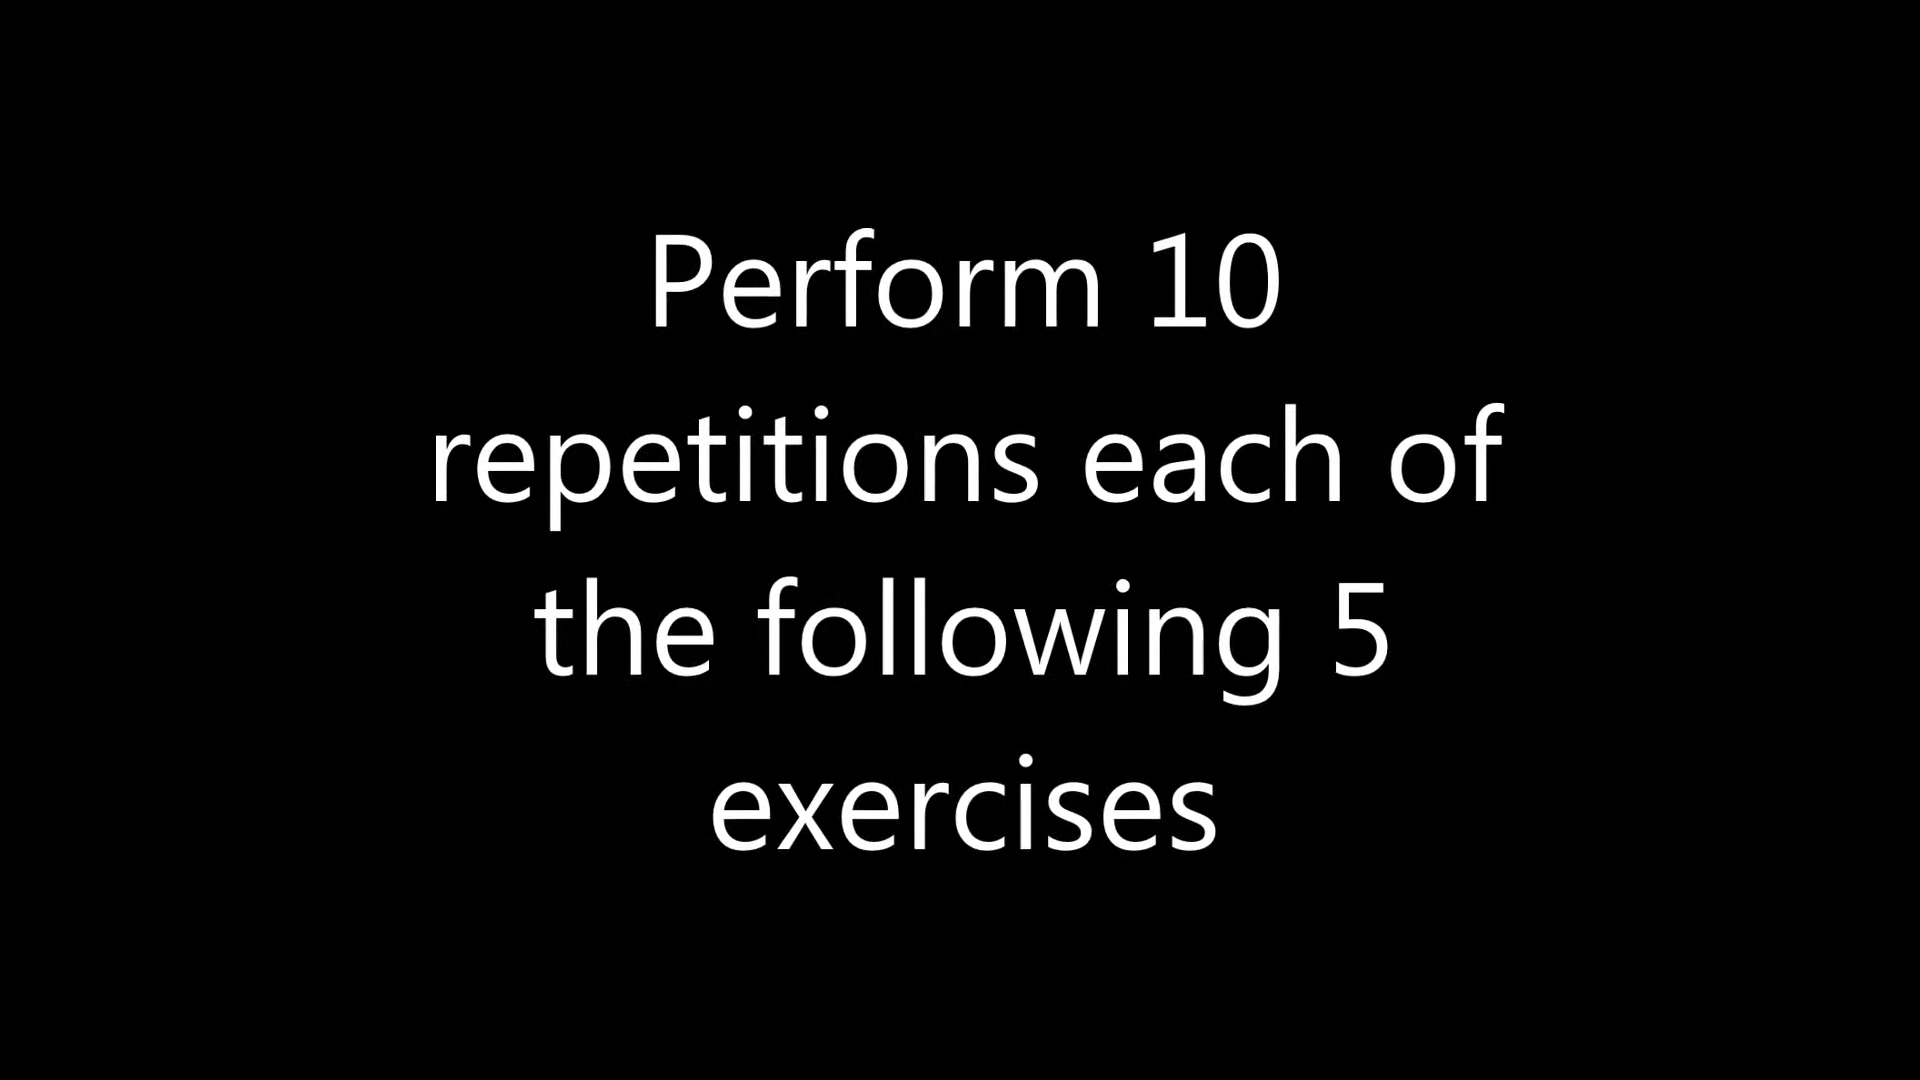 Perform 10
repetitions each of
the following 5
exercises